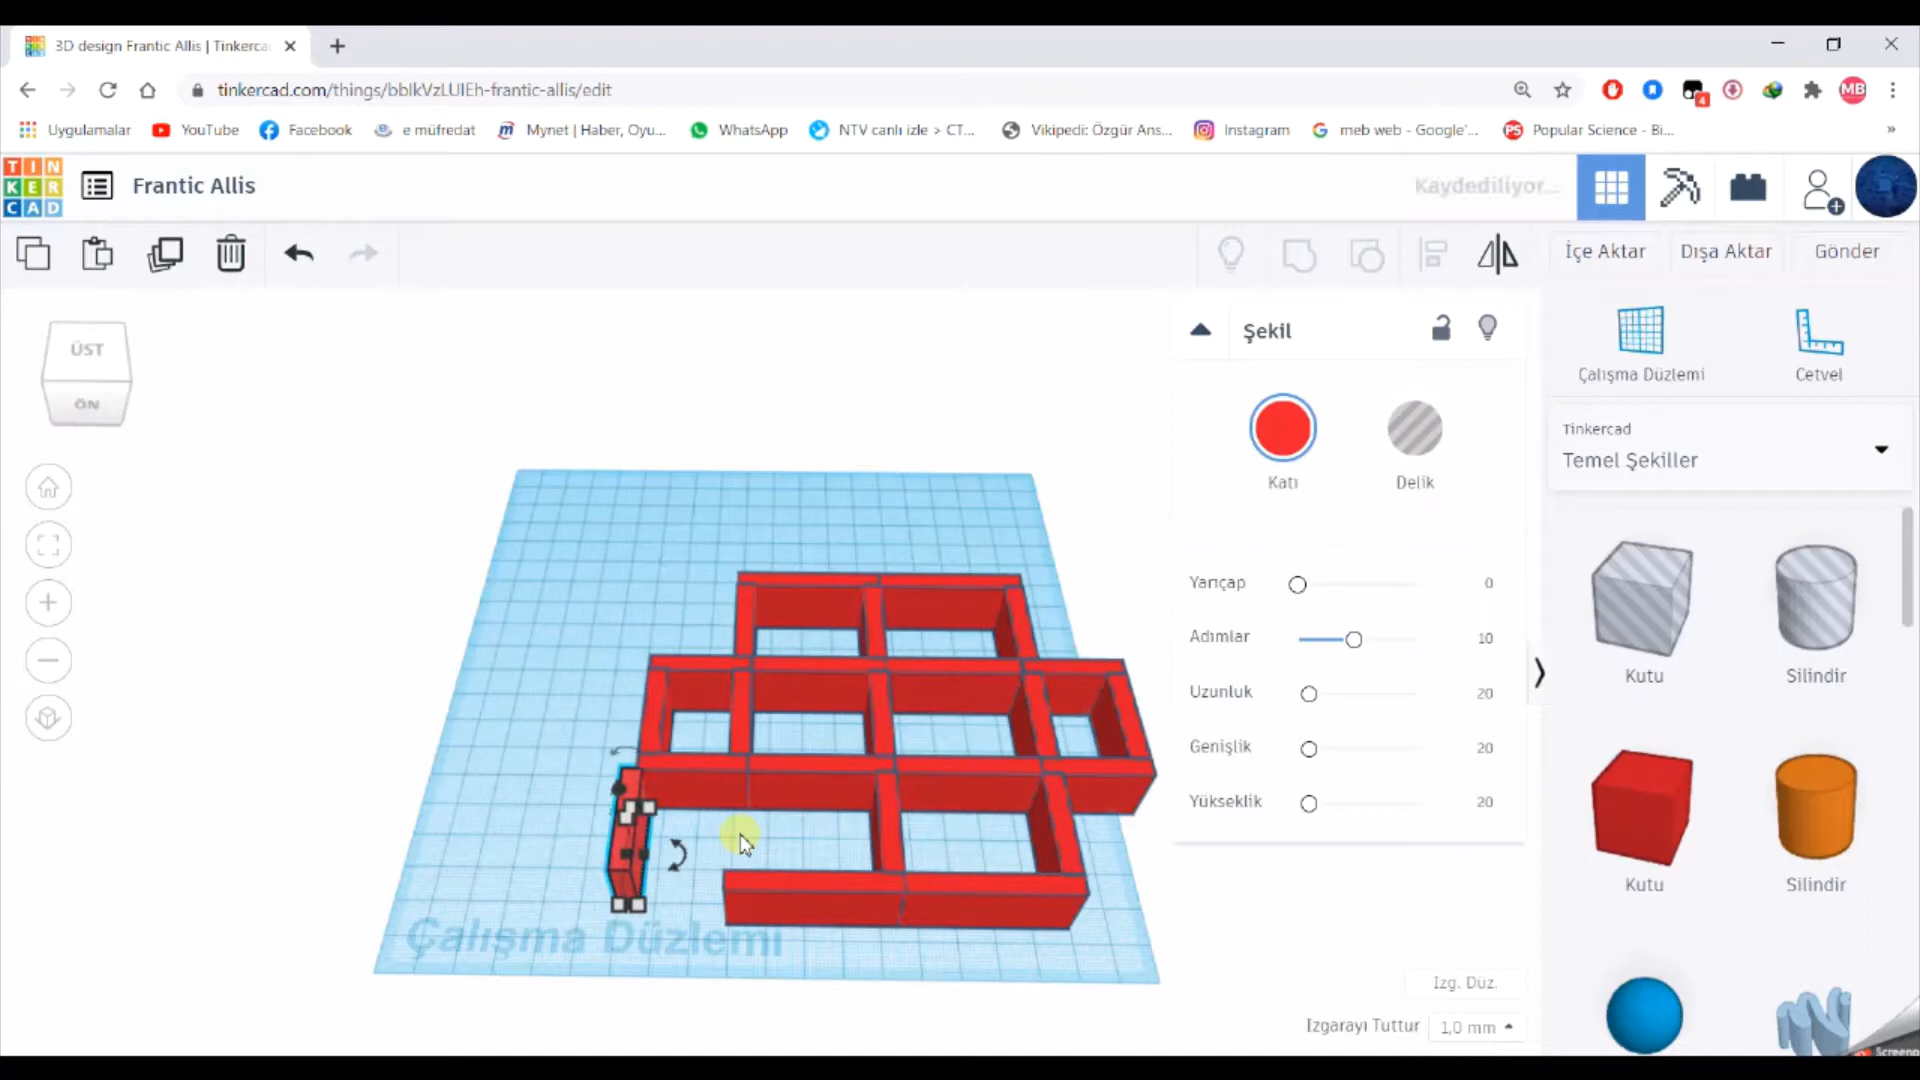 3D design Frantic Allis | Tinkerca
tinkercad.com/things/bblkVzLUIEh-frantic-allis/edit
4
MB
Uygulamalar
YouTube
Facebook
e müfredat
Mynet | Haber, Oyu...
WhatsApp
NTV canlı izle > CT...
Vikipedi: Özgür Ans...
Instagram
meb web - Google'...
PS
Popular Science - Bi...
»
TIN
KER
CAD
Frantic Allis
Kaydediliyor...
İçe Aktar
Dışa Aktar
Gönder
ÜST
ÖN
Şekil
Katı
Delik
Yarıçap
0
Adımlar
10
Uzunluk
20
Genişlik
20
Yükseklik
20
Çalışma Düzlemi
Cetvel
Tinkercad
Temel Şekiller
Kutu
Silindir
Kutu
Silindir
Çalışma Düzlemi
Izg. Düz.
Izgarayı Tuttur
1,0 mm